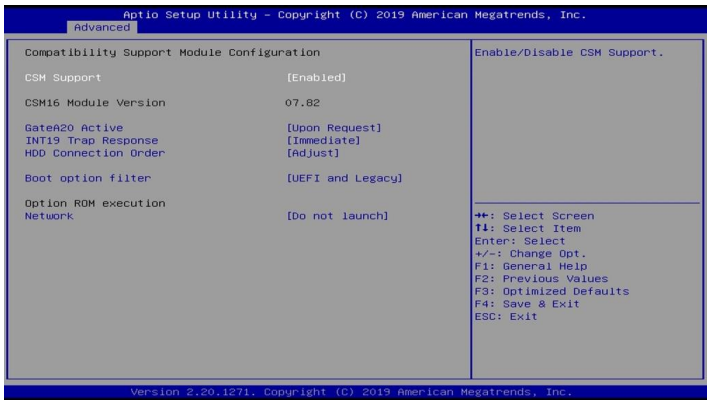 Aptio Setup Utility – Copyright (C) 2019 American Megatrends, Inc.
Advanced
Compatibility Support Module Configuration
CSM Support [Enabled]
CSM16 Module Version 07.82
GateA20 Active [Upon Request]
INT19 Trap Response [Immediate]
HDD Connection Order [Adjust]
Boot option filter [UEFI and Legacy]
Option ROM execution
Network [Do not launch]
Enable/Disable CSM Support.
→←: Select Screen
↑↓: Select Item
Enter: Select
+/-: Change Opt.
F1: General Help
F2: Previous Values
F3: Optimized Defaults
F4: Save & Exit
ESC: Exit
Version 2.20.1271. Copyright (C) 2019 American Megatrends, Inc.